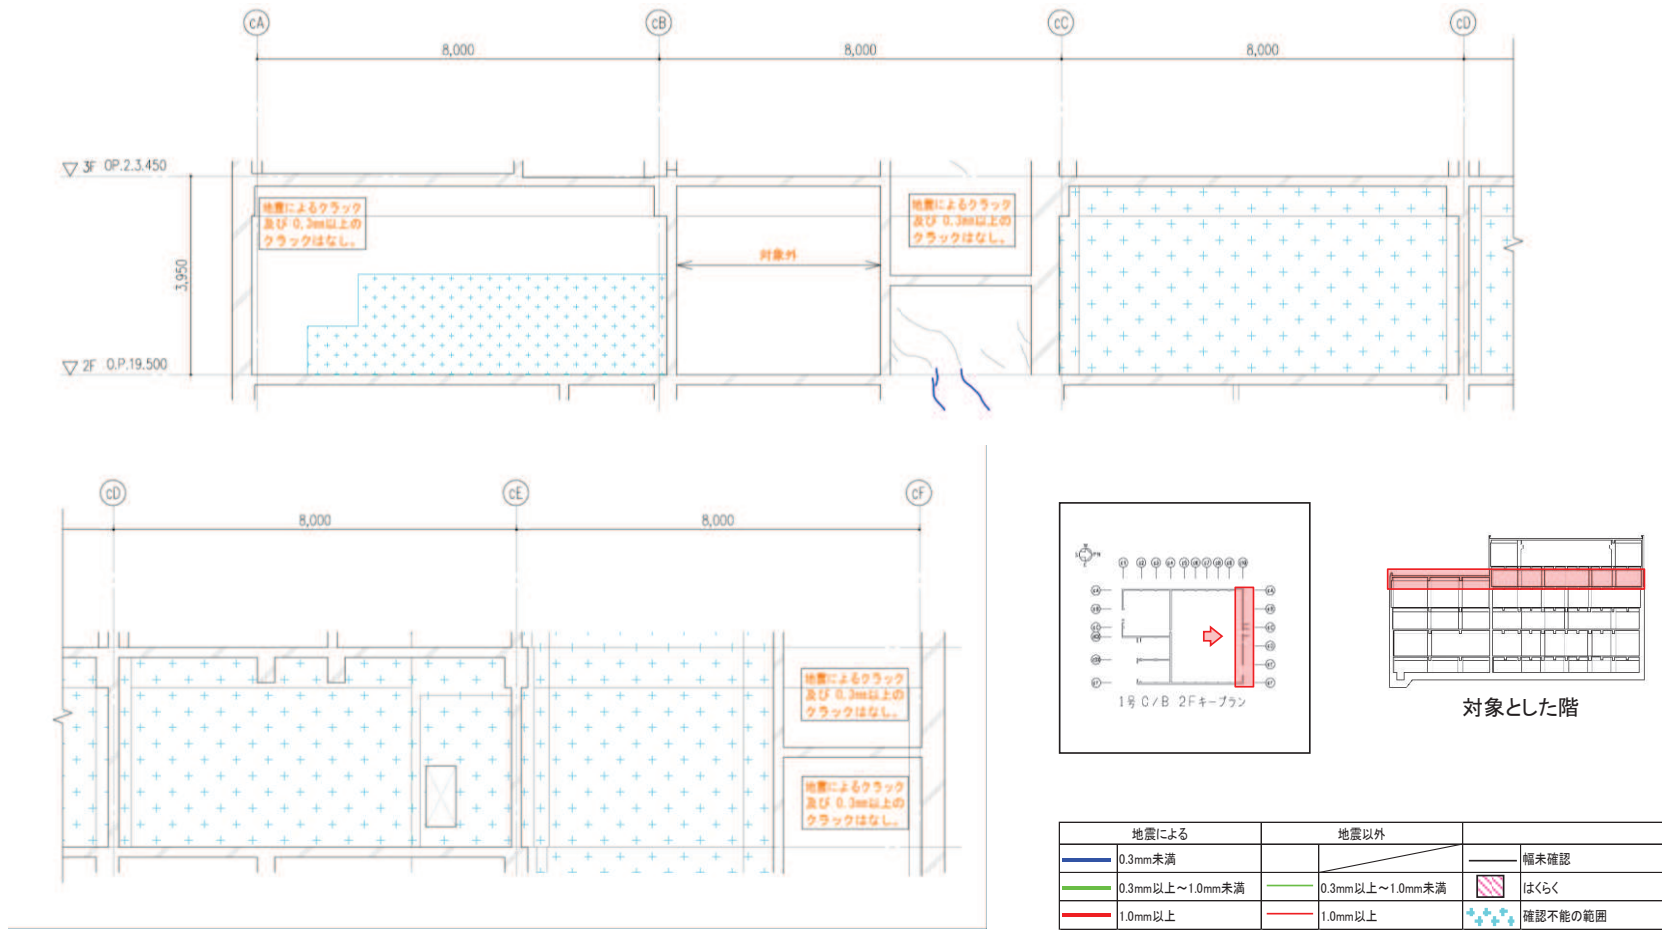 cA
cB
cC
cD
8,000
8,000
8,000
3F OP.2.3.450
地震によるクラック
及び 0.3mm以上の
クラックはなし。
地震によるクラック
及び 0.3mm以上の
クラックはなし。
対象外
3,950
2F O.P.19.500
cD
cE
cF
8,000
8,000
地震によるクラック
及び 0.3mm以上の
クラックはなし。
地震によるクラック
及び 0.3mm以上の
クラックはなし。
1号 C/B 2Fキープラン
対象とした階
地震による
地震以外
0.3mm未満
幅未確認
0.3mm以上～1.0mm未満
0.3mm以上～1.0mm未満
はくらく
1.0mm以上
1.0mm以上
確認不能の範囲